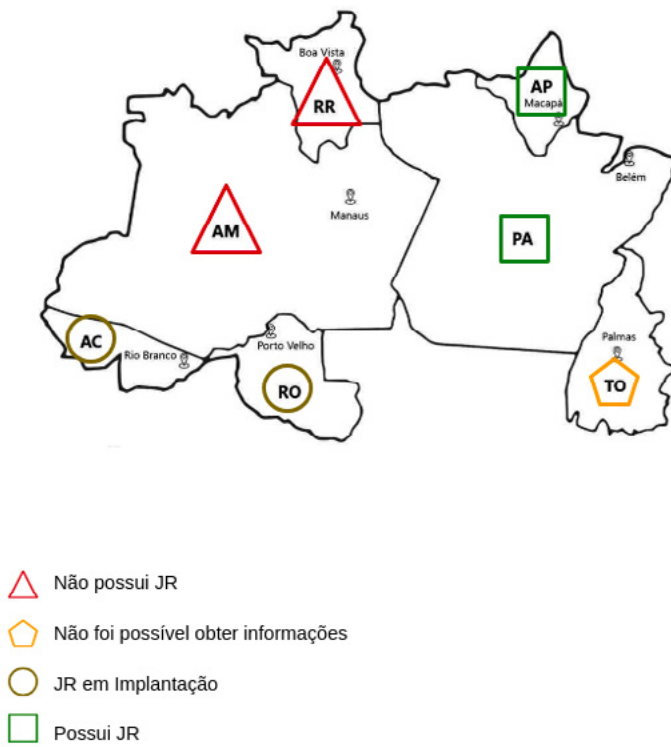 Boa Vista
RR
AP
Macapà
Belém
AM
Manaus
PA
AC
Rio Branco
Porto Velho
RO
Palmas
TO
Não possui JR
Não foi possível obter informações
JR em Implantação
Possui JR